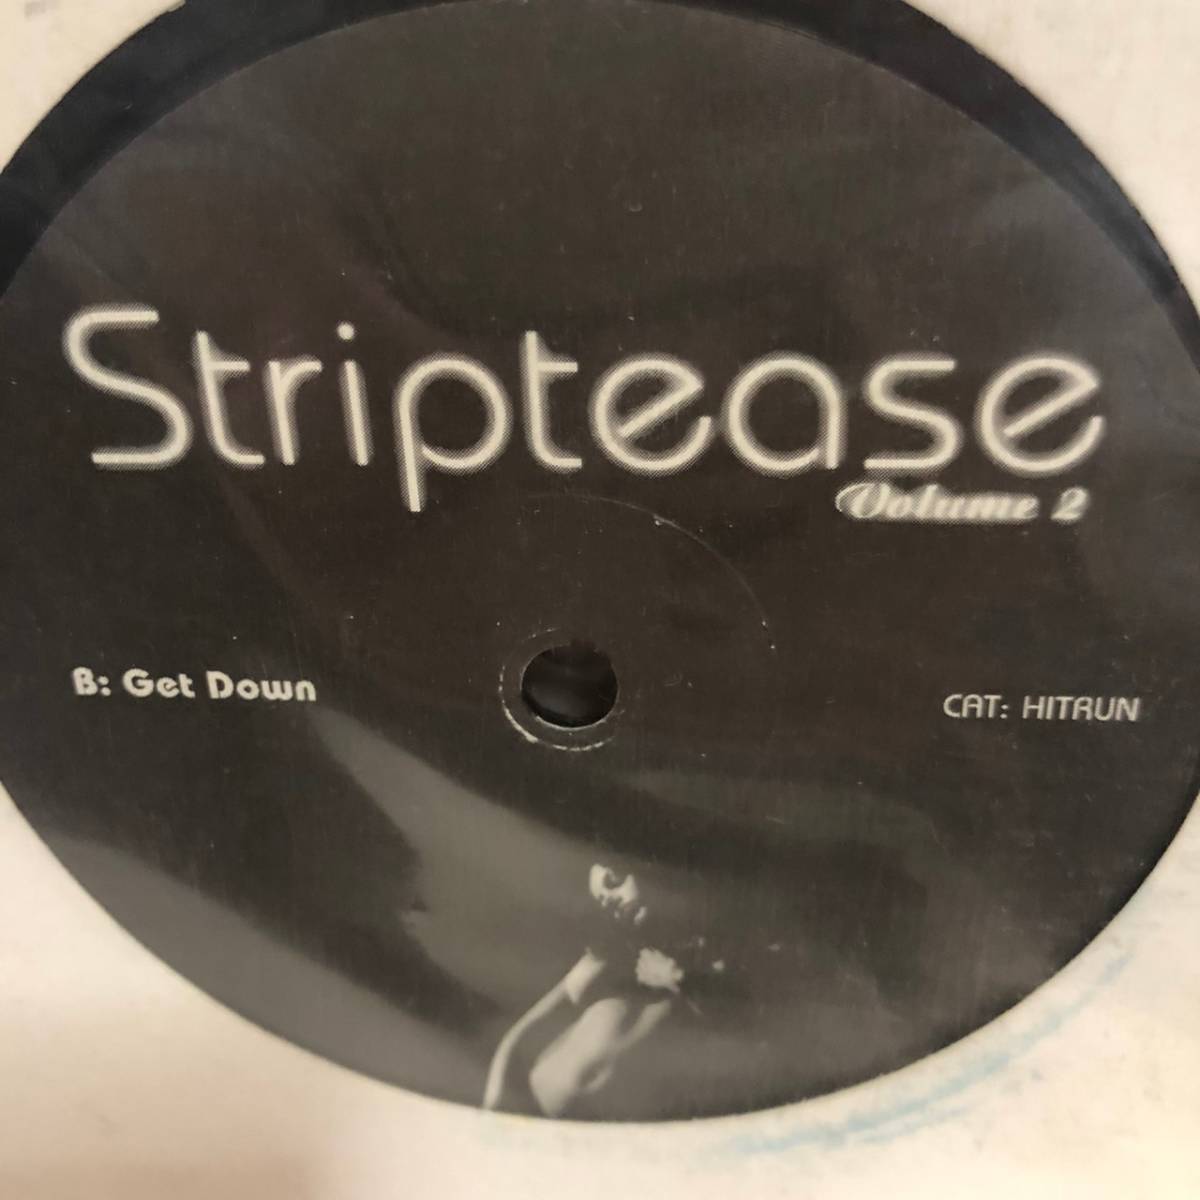 Striptease
Volume 2
B: Get Down
CAT: HITRUN